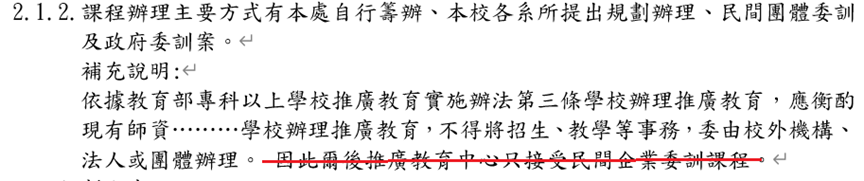 2.1.2.課程辦理主要方式有本處自行籌辦、本校各系所提出規劃辦理、民間團體委訓
及政府委訓案。↵
補充說明:↵
依據教育部專科以上學校推廣教育實施辦法第三條學校辦理推廣教育，應衡酌
現有師資………學校辦理推廣教育，不得將招生、教學等事務，委由校外機構、
法人或團體辦理。因此爾後推廣教育中心只接受民間企業委訓課程。↵